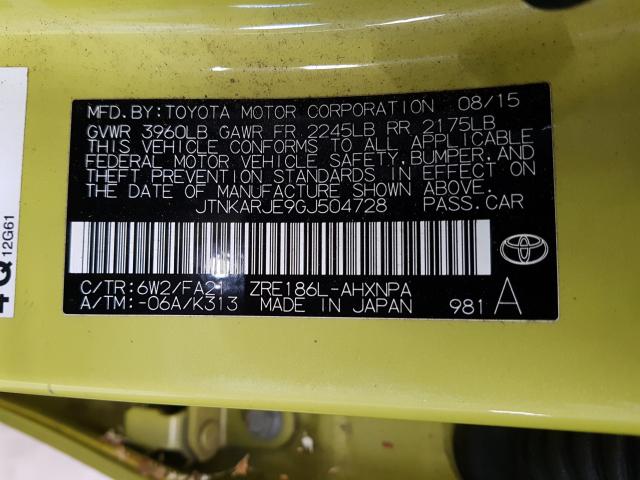 MFD.BY:TOYOTA MOTOR CORPORATION 08/15
GVWR 3960LB GAWR FR 2245LB RR 2175LB
THIS VEHICLE CONFORMS TO ALL APPLICABLE
FEDERAL MOTOR VEHICLE SAFETY,BUMPER,AND
THEFT PREVENTION STANDARDS IN EFFECT ON
THE DATE OF MANUFACTURE SHOWN ABOVE.
JTNKARJE9GJ504728 PASS.CAR
C/TR:6W2/FA21 ZRE186L-AHXNPA
A/TM:-06A/K313 MADE IN JAPAN 981 A
12G61